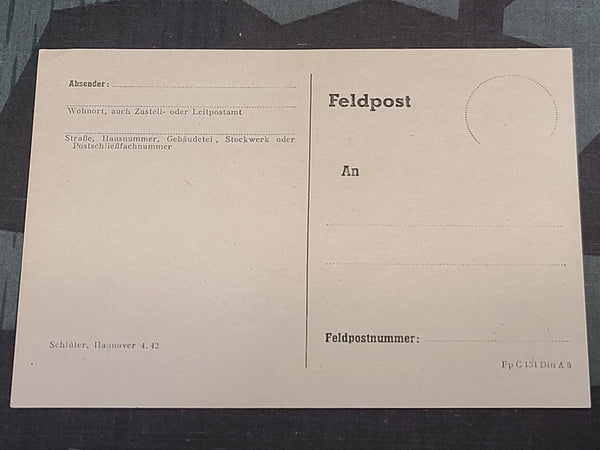 Absender:
Wohnort, auch Zustell- oder Leitpostamt
Straße, Hausnummer, Gebäudeteil, Stockwerk oder
Postschließfachnummer
Schlüter, Hannover 4. 42
Feldpost
An
Feldpostnummer:
Fp C 151 Din A 6